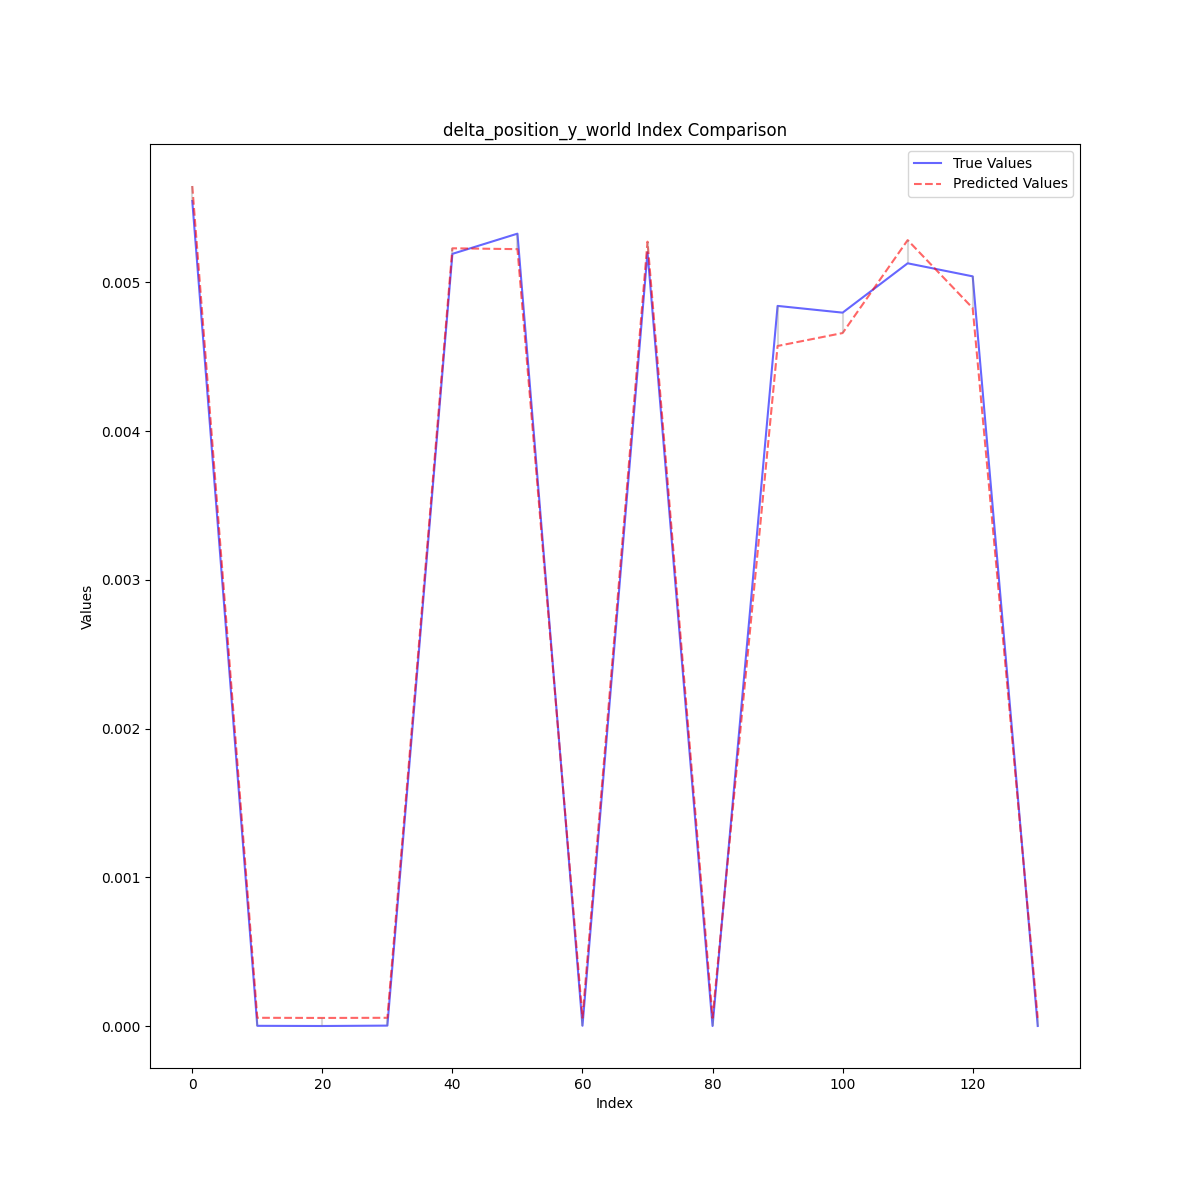 delta_position_y_world Index Comparison
True Values
Predicted Values
0.005
0.004
0.003
0.002
0.001
0.000
Values
0 20 40 60 80 100 120
Index